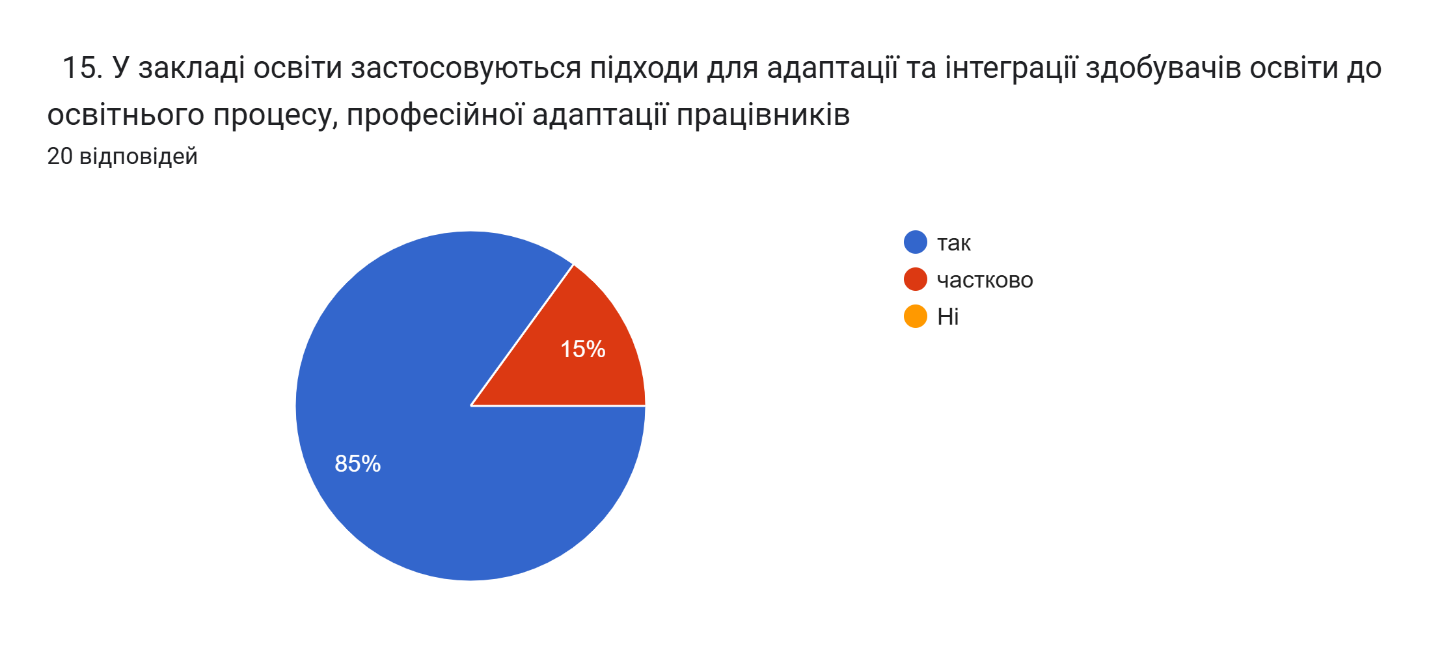 15. У закладі освіти застосовуються підходи для адаптації та інтеграції здобувачів освіти до
освітнього процесу, професійної адаптації працівників
20 відповідей
так
частково
Ні
15%
85%